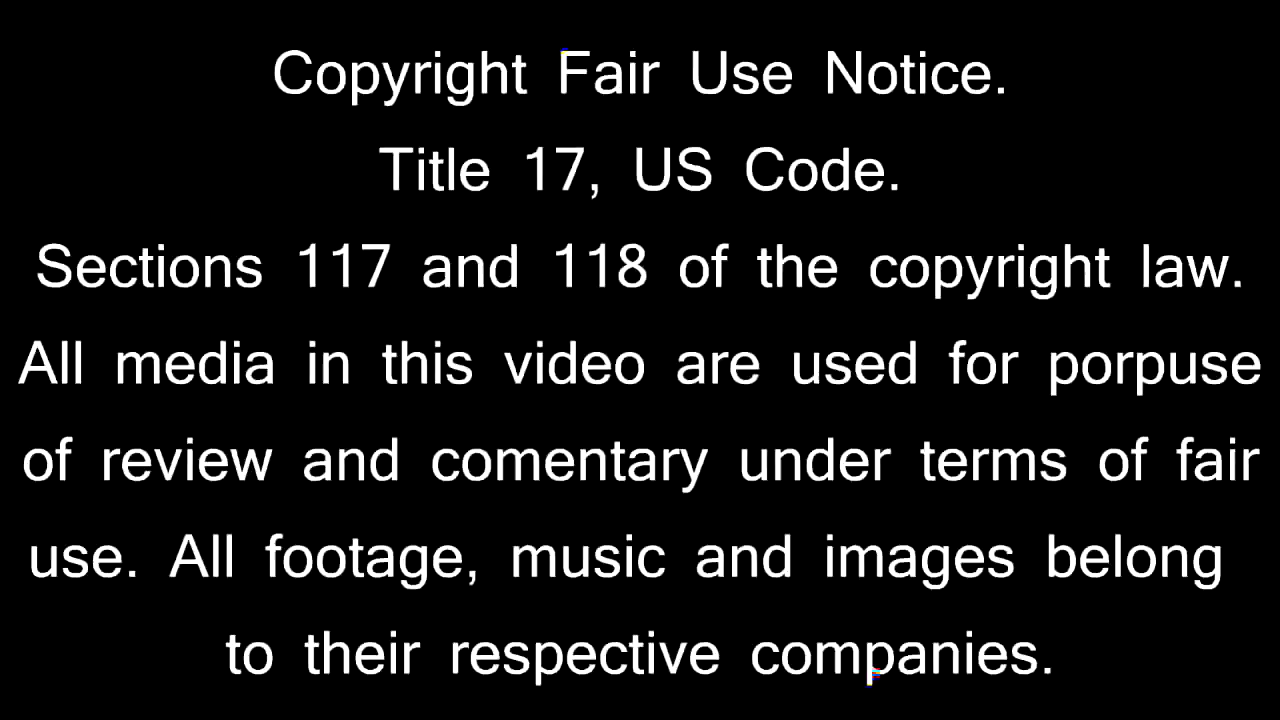 Copyright Fair Use Notice.
Title 17, US Code.
Sections 117 and 118 of the copyright law.
All media in this video are used for porpuse
of review and comentary under terms of fair
use. All footage, music and images belong
to their respective companies.